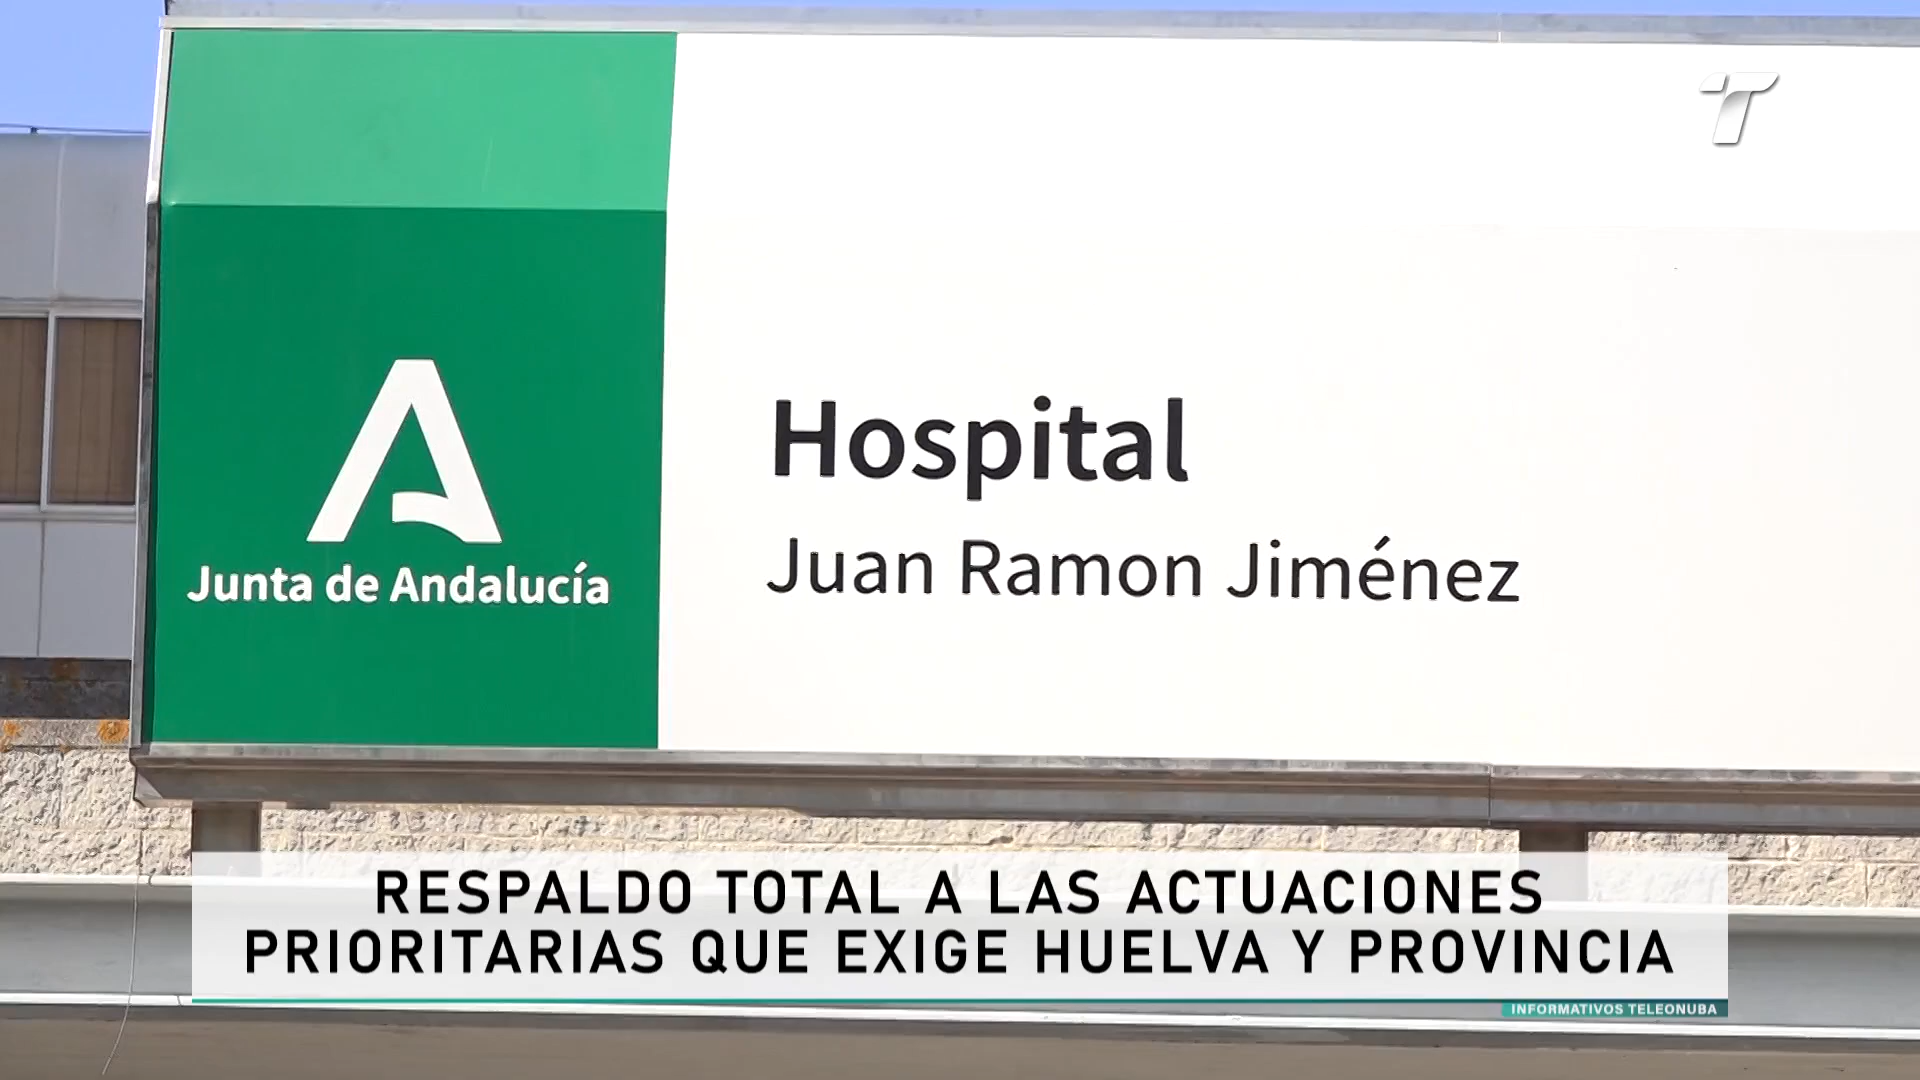 Junta de Andalucía
Hospital
Juan Ramon Jiménez
RESPALDO TOTAL A LAS ACTUACIONES
PRIORITARIAS QUE EXIGE HUELVA Y PROVINCIA
INFORMATIVOS TELEONUBA